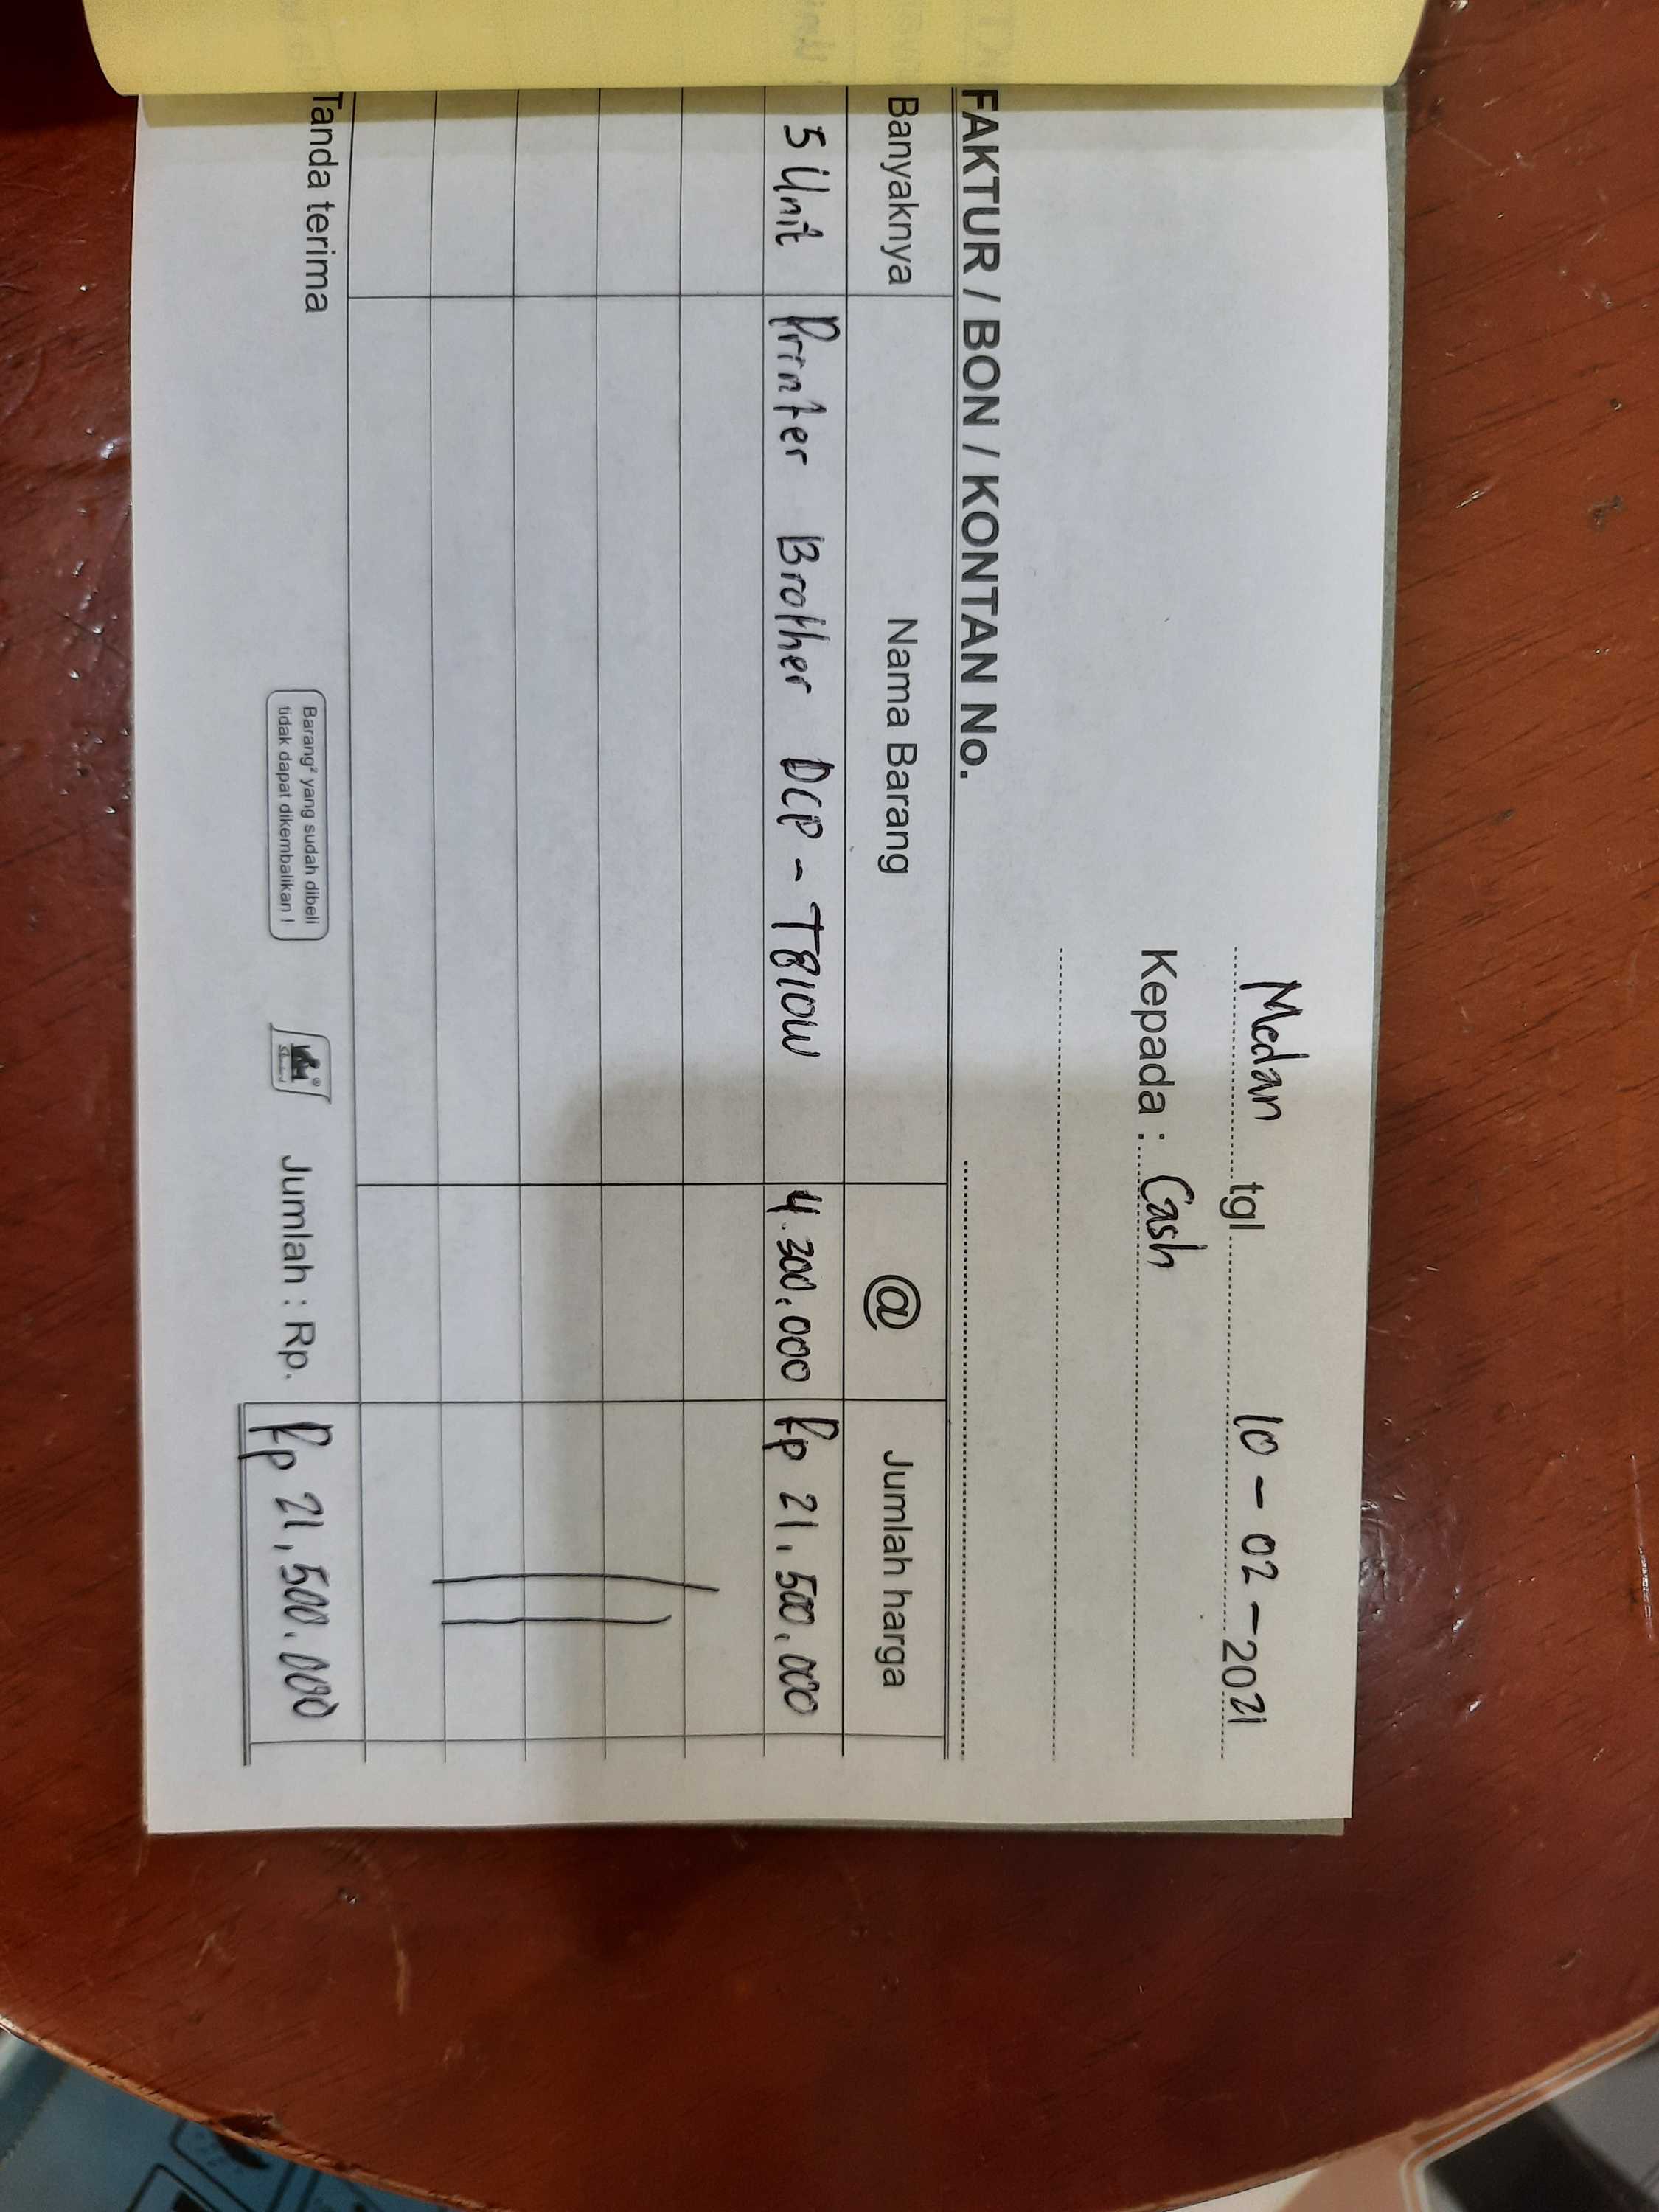 Medan tgl. 10 - 02 - 2021
Kepada : Cash
FAKTUR / BON / KONTAN No.
Banyaknya Nama Barang @ Jumlah harga
5 Unit Printer Brother DCP - T810W 4.300.000 Rp 21.500.000
Tanda terima
Barang² yang sudah dibeli
tidak dapat dikembalikan !
Jumlah : Rp. Rp 21,500.000